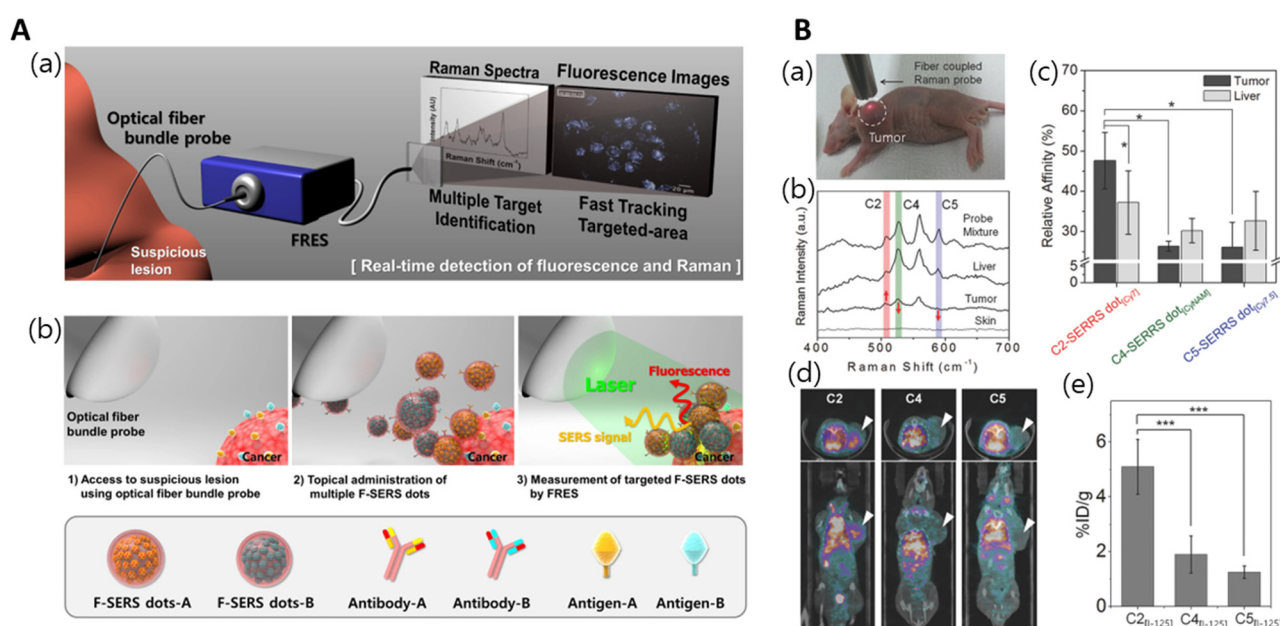 A
(a)
Optical fiber
bundle probe
Suspicious
lesion
FRES
Raman Spectra
Intensity (AU)
Raman Shift (cm⁻¹)
Multiple Target
Identification
Fluorescence Images
20 μm
Fast Tracking
Targeted-area
[ Real-time detection of fluorescence and Raman ]
(b)
Optical fiber
bundle probe
Cancer
Cancer
Laser
Fluorescence
SERS signal
Cancer
1) Access to suspicious lesion
using optical fiber bundle probe
2) Topical administration of
multiple F-SERS dots
3) Measurement of targeted F-SERS dots
by FRES
F-SERS dots-A
F-SERS dots-B
Antibody-A
Antibody-B
Antigen-A
Antigen-B
B
(a)
Fiber coupled
Raman probe
Tumor
(b)
C2
C4
C5
Probe
Mixture
Liver
Tumor
Skin
Raman Intensity (a.u.)
400 500 600 700
Raman Shift (cm⁻¹)
(c)
Tumor
Liver
* * *
Relative Affinity (%)
70
60
50
40
30
5
0
C2-SERRS dot[Cy7]
C4-SERRS dot[CyNAM]
C5-SERRS dot[Cy7.5]
(d)
C2
C4
C5
(e)
*** ***
%ID/g
6
4
2
0
C2[I-125] C4[I-125] C5[I-125]